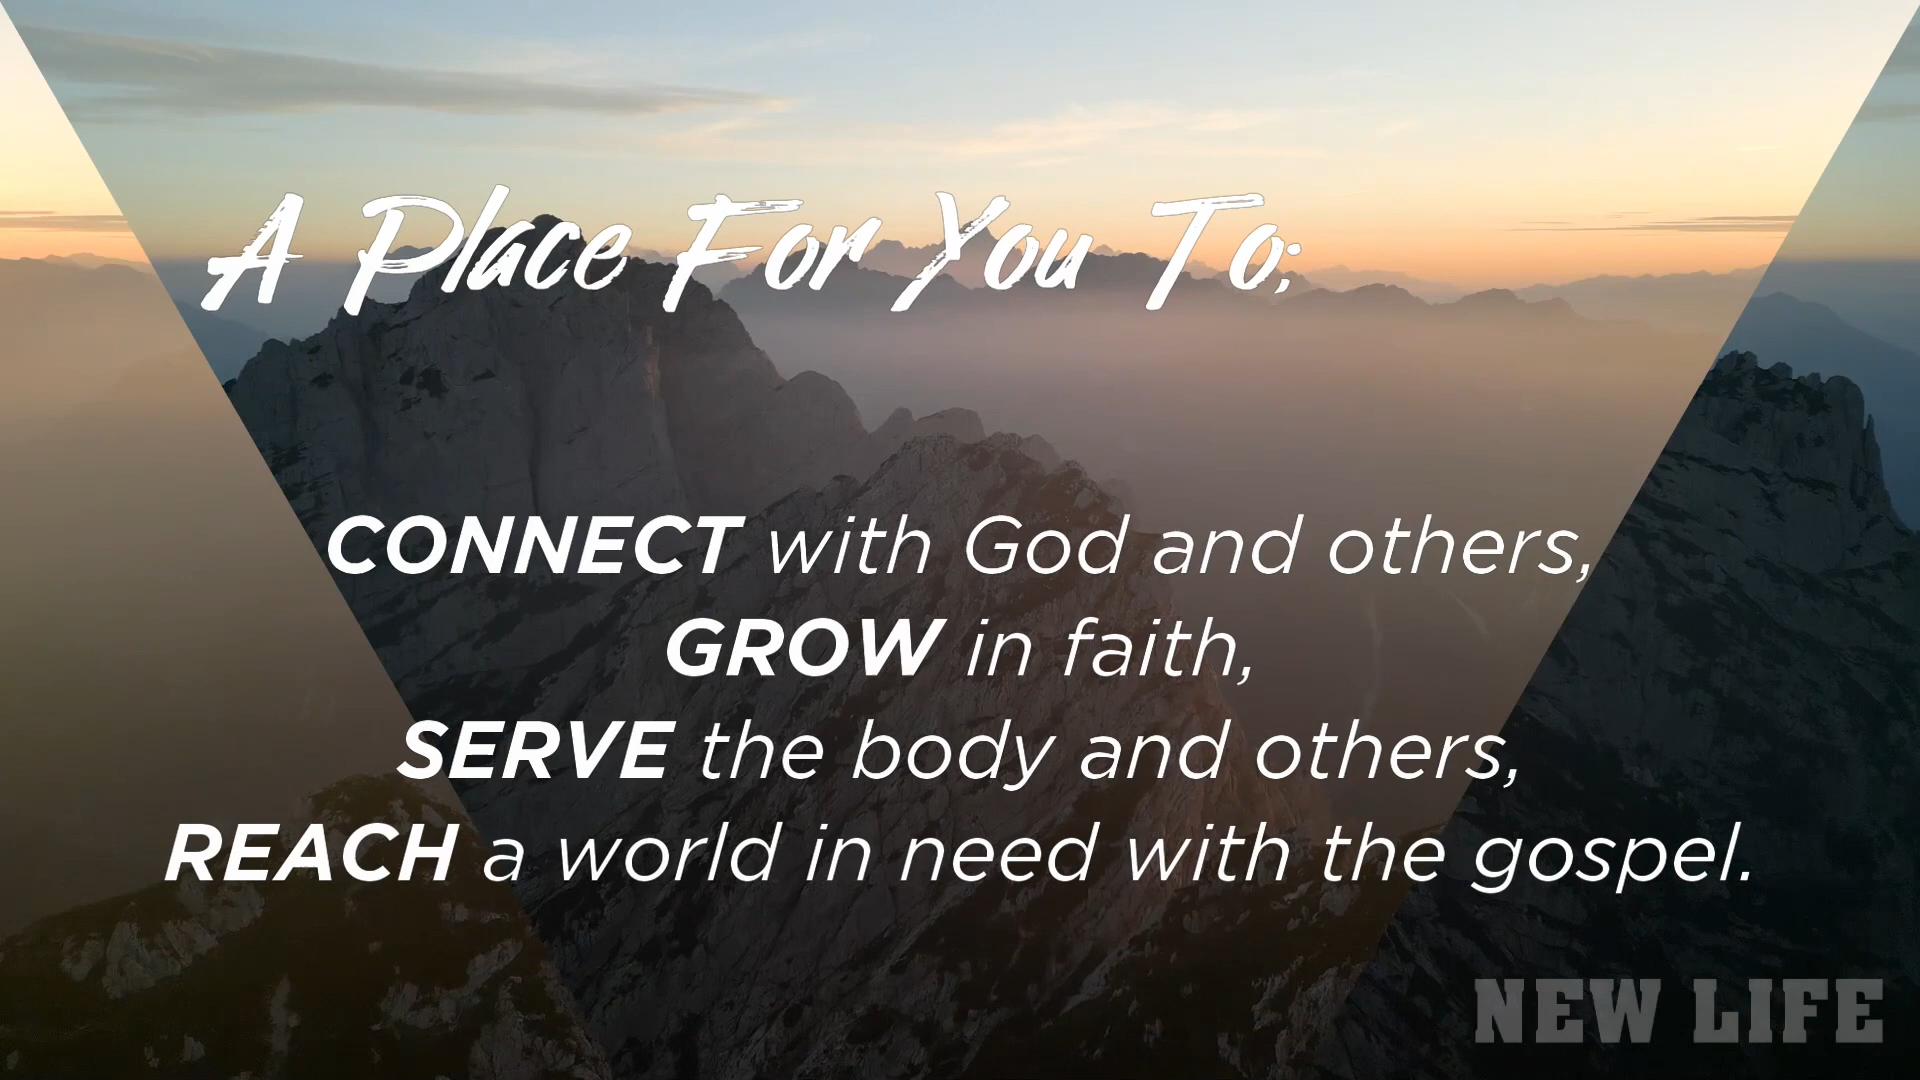 A Place For You To;
CONNECT with God and others,
GROW in faith,
SERVE the body and others,
REACH a world in need with the gospel.
NEW LIFE